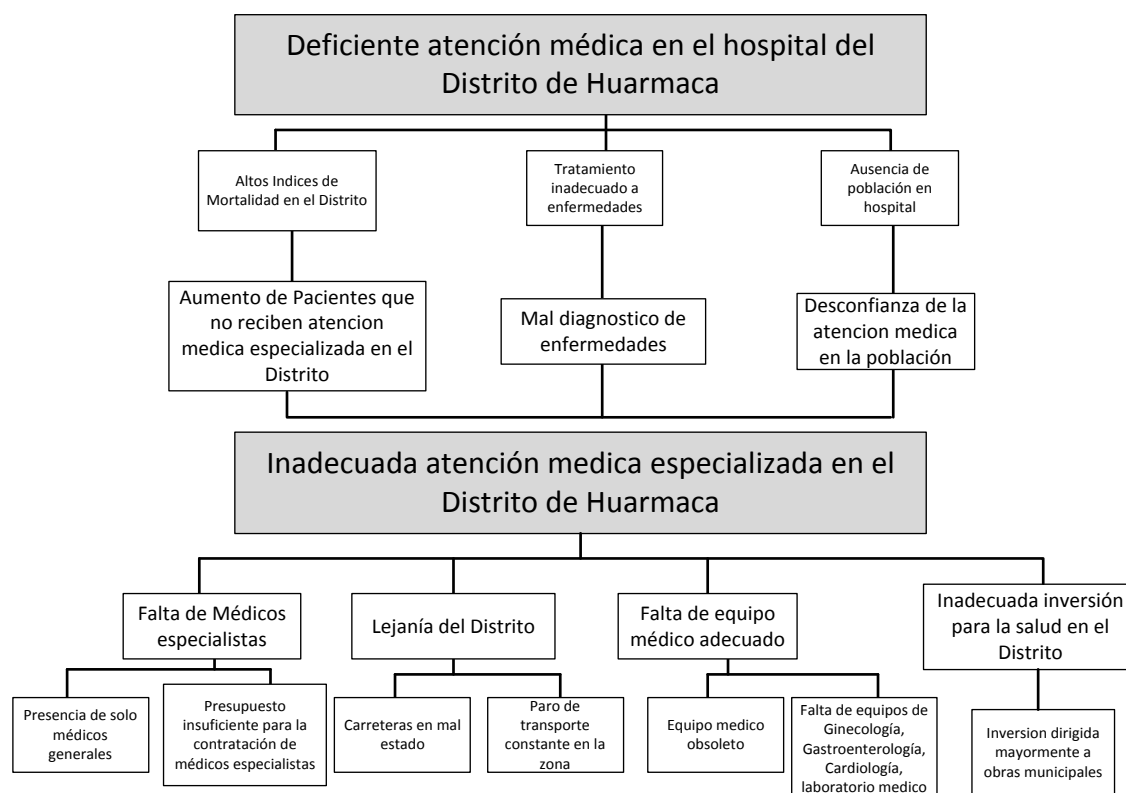 Deficiente atención médica en el hospital del
Distrito de Huarmaca
Altos Indices de
Mortalidad en el Distrito
Tratamiento
inadecuado a
enfermedades
Ausencia de
población en
hospital
Aumento de Pacientes que
no reciben atencion
medica especializada en el
Distrito
Mal diagnostico de
enfermedades
Desconfianza de la
atencion medica
en la población
Inadecuada atención medica especializada en el
Distrito de Huarmaca
Falta de Médicos
especialistas
Lejanía del Distrito
Falta de equipo
médico adecuado
Inadecuada inversión
para la salud en el
Distrito
Presencia de solo
médicos
generales
Presupuesto
insuficiente para la
contratación de
médicos especialistas
Carreteras en mal
estado
Paro de
transporte
constante en la
zona
Equipo medico
obsoleto
Falta de equipos de
Ginecología,
Gastroenterología,
Cardiología,
laboratorio medico
Inversion dirigida
mayormente a
obras municipales